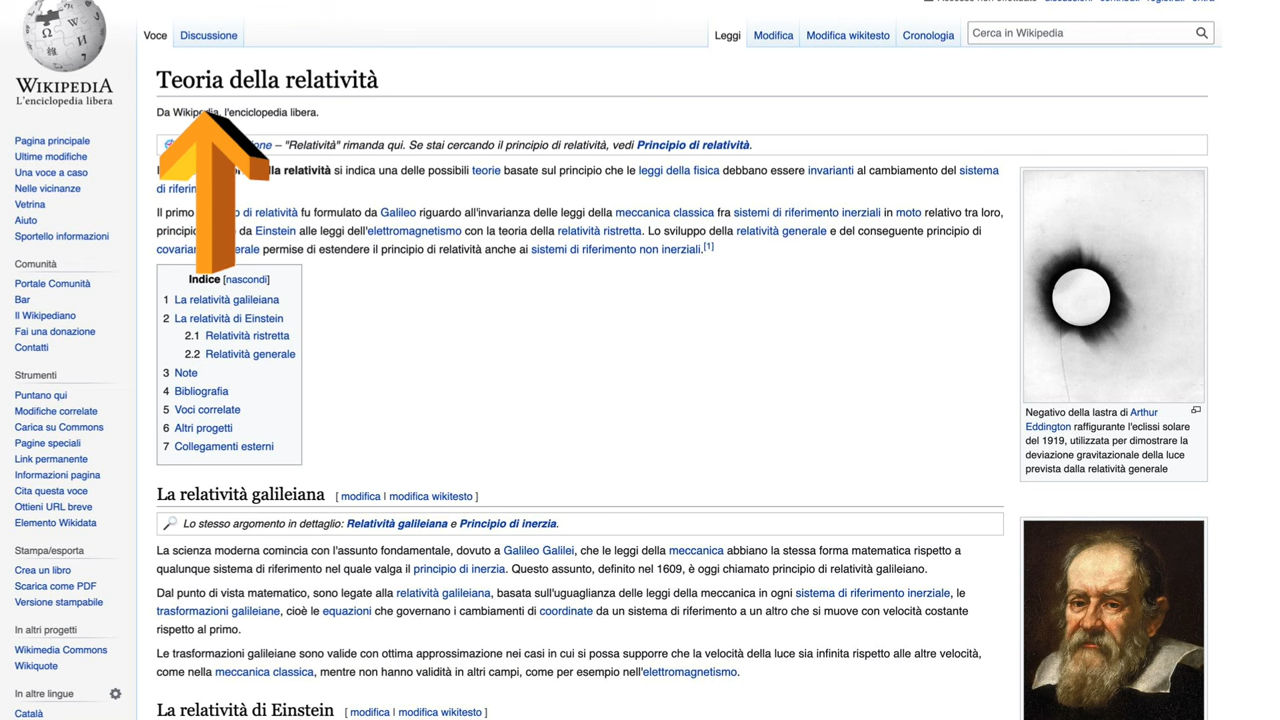 discussioni
Voce
Discussione
Leggi
Modifica
Modifica wikitesto
Cronologia
Cerca in Wikipedia
WIKIPEDIA
L'enciclopedia libera
Pagina principale
Ultime modifiche
Una voce a caso
Nelle vicinanze
Vetrina
Aiuto
Sportello informazioni
Comunità
Portale Comunità
Bar
Il Wikipediano
Fai una donazione
Contatti
Strumenti
Puntano qui
Modifiche correlate
Carica su Commons
Pagine speciali
Link permanente
Informazioni pagina
Cita questa voce
Ottieni URL breve
Elemento Wikidata
Stampa/esporta
Crea un libro
Scarica come PDF
Versione stampabile
In altri progetti
Wikimedia Commons
Wikiquote
In altre lingue
Català
Teoria della relatività
Da Wikipedia, l'enciclopedia libera.
– "Relatività" rimanda qui. Se stai cercando il principio di relatività, vedi Principio di relatività.
relatività si indica una delle possibili teorie basate sul principio che le leggi della fisica debbano essere invarianti al cambiamento del sistema
di
Il primo di relatività fu formulato da Galileo riguardo all'invarianza delle leggi della meccanica classica fra sistemi di riferimento inerziali in moto relativo tra loro,
da Einstein alle leggi dell'elettromagnetismo con la teoria della relatività ristretta. Lo sviluppo della relatività generale e del conseguente principio di
permise di estendere il principio di relatività anche ai sistemi di riferimento non inerziali.[1]
Indice [nascondi]
1 La relatività galileiana
2 La relatività di Einstein
2.1 Relatività ristretta
2.2 Relatività generale
3 Note
4 Bibliografia
5 Voci correlate
6 Altri progetti
7 Collegamenti esterni
Negativo della lastra di Arthur
Eddington raffigurante l'eclissi solare
del 1919, utilizzata per dimostrare la
deviazione gravitazionale della luce
prevista dalla relatività generale
La relatività galileiana [ modifica | modifica wikitesto ]
Lo stesso argomento in dettaglio: Relatività galileiana e Principio di inerzia.
La scienza moderna comincia con l'assunto fondamentale, dovuto a Galileo Galilei, che le leggi della meccanica abbiano la stessa forma matematica rispetto a
qualunque sistema di riferimento nel quale valga il principio di inerzia. Questo assunto, definito nel 1609, è oggi chiamato principio di relatività galileiano.
Dal punto di vista matematico, sono legate alla relatività galileiana, basata sull'uguaglianza delle leggi della meccanica in ogni sistema di riferimento inerziale, le
trasformazioni galileiane, cioè le equazioni che governano i cambiamenti di coordinate da un sistema di riferimento a un altro che si muove con velocità costante
rispetto al primo.
Le trasformazioni galileiane sono valide con ottima approssimazione nei casi in cui si possa supporre che la velocità della luce sia infinita rispetto alle altre velocità,
come nella meccanica classica, mentre non hanno validità in altri campi, come per esempio nell'elettromagnetismo.
La relatività di Einstein [ modifica | modifica wikitesto ]